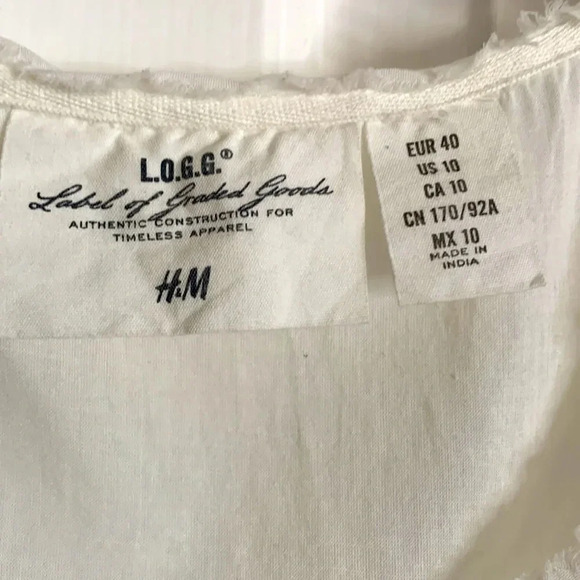 L.O.G.G.®
Label of Graded Goods
AUTHENTIC CONSTRUCTION FOR
TIMELESS APPAREL
H&M
EUR 40
US 10
CA 10
CN 170/92A
MX 10
MADE IN
INDIA